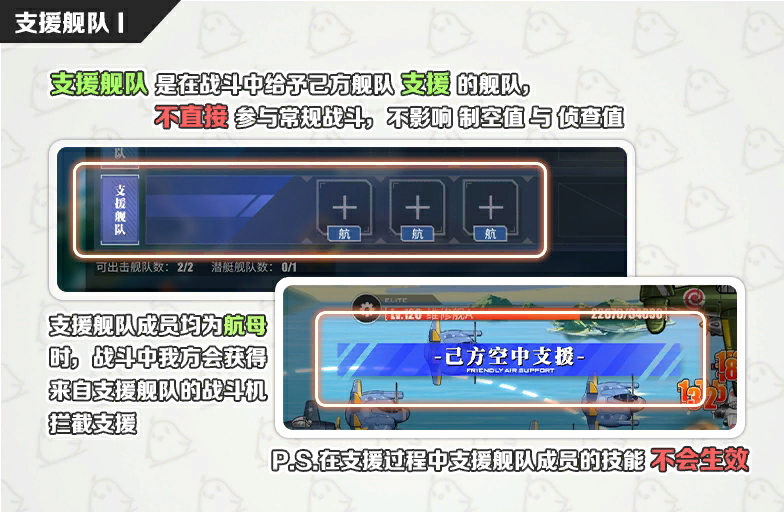 支援舰队 I
支援舰队 是在战斗中给予己方舰队 支援 的舰队，
不直接 参与常规战斗，不影响 制空值 与 侦查值
队
支援舰队
航 航 航
可出击舰队数： 2/2 潜艇舰队数： 0/1
支援舰队成员均为航母
时，战斗中我方会获得
来自支援舰队的战斗机
拦截支援
ELITE
LV.120 维修舰A
-己方空中支援-
FRIENDLY AIR SUPPORT
P.S.在支援过程中支援舰队成员的技能 不会生效